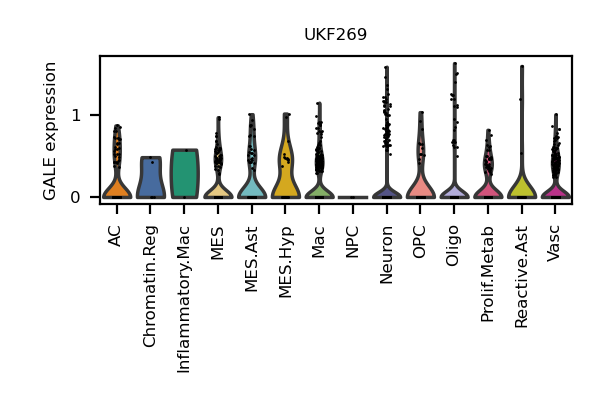 UKF269
GALE expression
1
0
AC
Chromatin.Reg
Inflammatory.Mac
MES
MES.Ast
MES.Hyp
Mac
NPC
Neuron
OPC
Oligo
Prolif.Metab
Reactive.Ast
Vasc